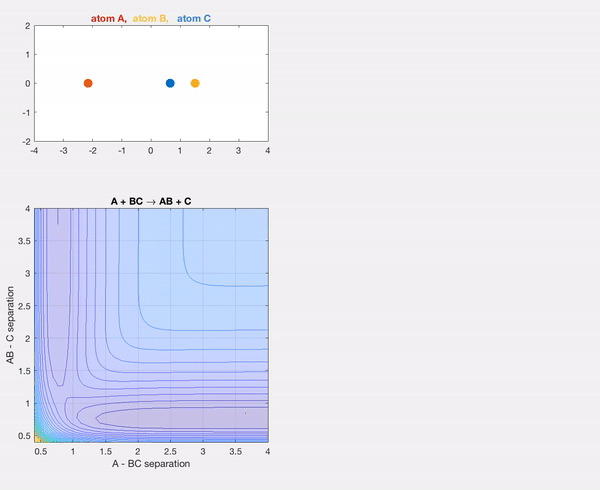 atom A, atom B, atom C
2
1
0
-1
-2
-4 -3 -2 -1 0 1 2 3 4
A + BC → AB + C
4
3.5
3
2.5
2
1.5
1
0.5
AB - C separation
0.5 1 1.5 2 2.5 3 3.5 4
A - BC separation